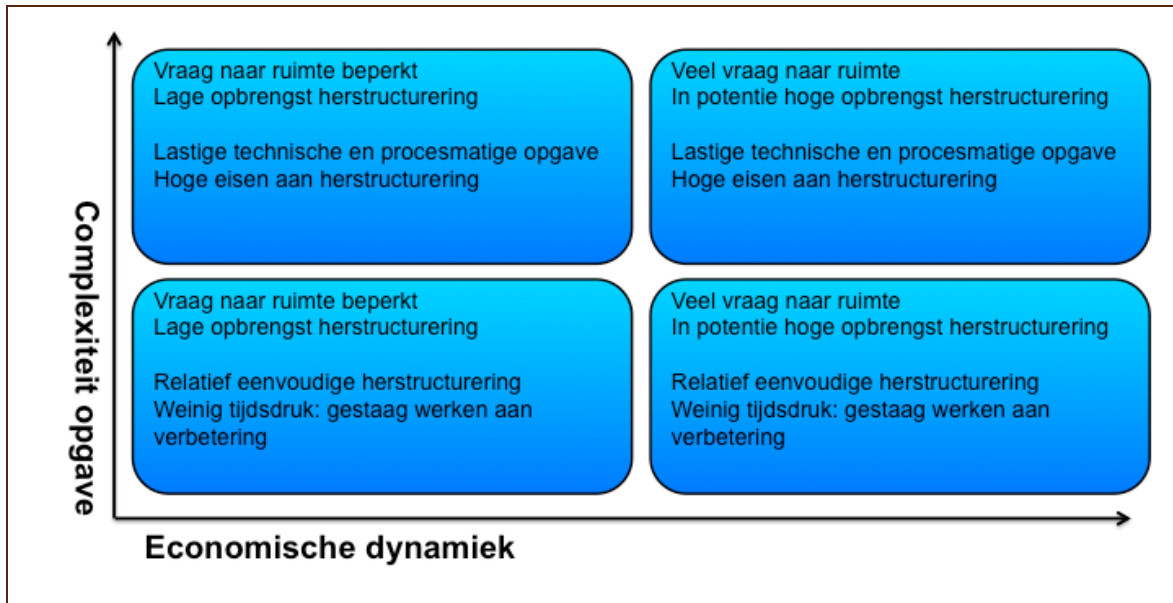 Vraag naar ruimte beperkt
Lage opbrengst herstructurering
Lastige technische en procesmatige opgave
Hoge eisen aan herstructurering
Veel vraag naar ruimte
In potentie hoge opbrengst herstructurering
Lastige technische en procesmatige opgave
Hoge eisen aan herstructurering
Complexiteit opgave
Vraag naar ruimte beperkt
Lage opbrengst herstructurering
Relatief eenvoudige herstructurering
Weinig tijdsdruk: gestaag werken aan
verbetering
Veel vraag naar ruimte
In potentie hoge opbrengst herstructurering
Relatief eenvoudige herstructurering
Weinig tijdsdruk: gestaag werken aan
verbetering
Economische dynamiek